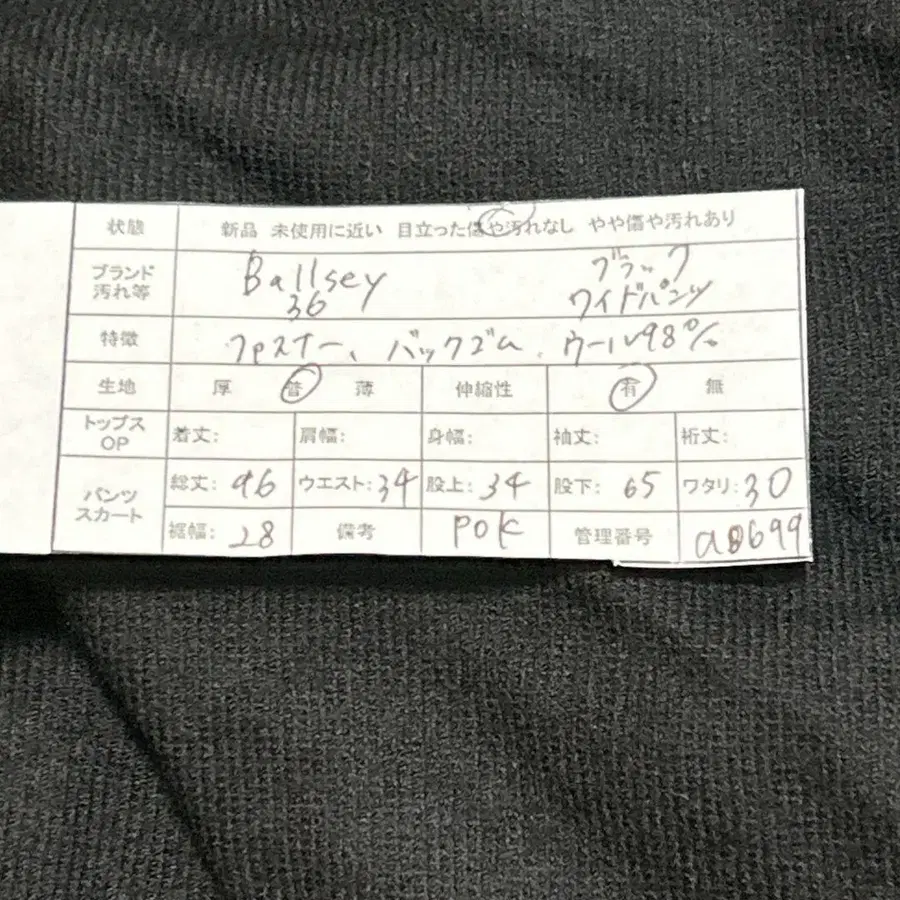 状態 新品 未使用に近い 目立った傷や汚れなし やや傷や汚れあり
ブランド 汚れ等 Ballsey ブラック
36 ワイドパンツ
特徴 ファスナー、バックゴム、ウール98%
生地 厚 普 薄 伸縮性 有 無
トップス OP 着丈: 肩幅: 身幅: 袖丈: 裄丈:
パンツ スカート 総丈: 96 ウエスト: 34 股上: 34 股下: 65 ワタリ: 30
裾幅: 28 備考 POK 管理番号 a0699